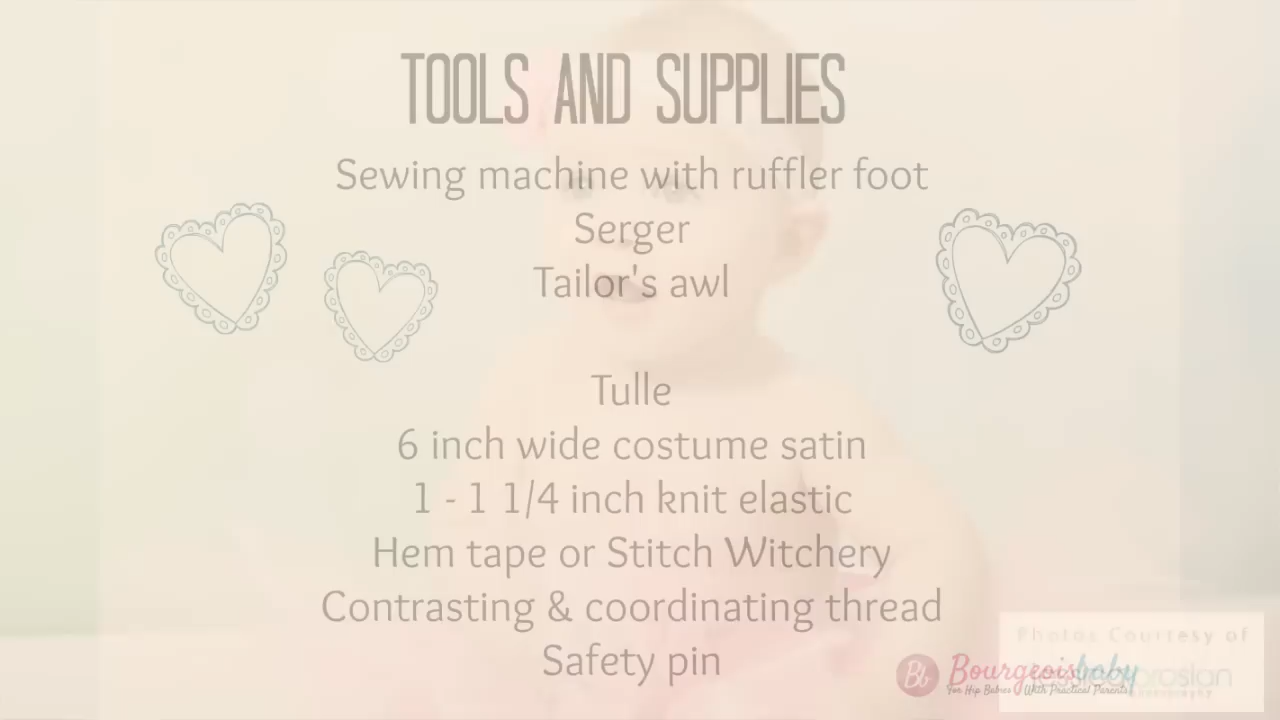 TOOLS AND SUPPLIES
Sewing machine with ruffler foot
Serger
Tailor's awl
Tulle
6 inch wide costume satin
1 - 1 1/4 inch knit elastic
Hem tape or Stitch Witchery
Contrasting & coordinating thread
Safety pin
Photos Courtesy of
Bb Bourgeoisbaby
For Hip Babies With Practical Parents